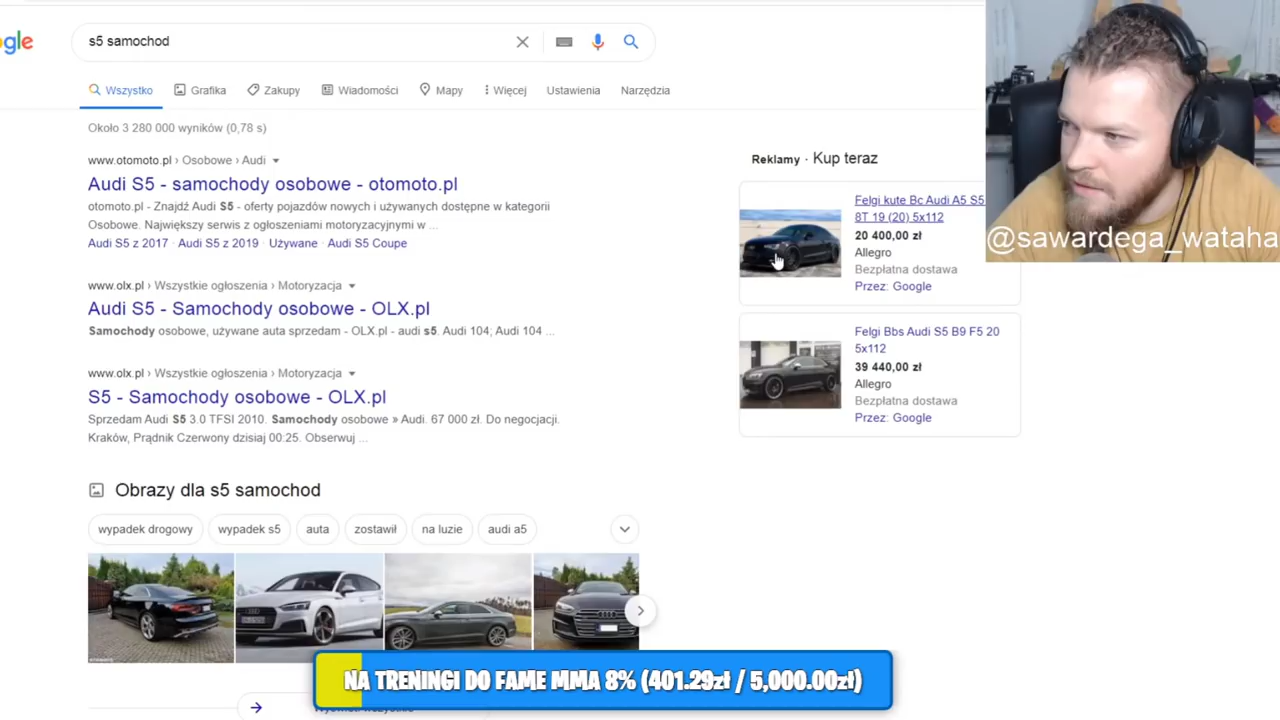 gle
s5 samochod
Wszystko Grafika Zakupy Wiadomości Mapy Więcej Ustawienia Narzędzia
Około 3 280 000 wyników (0,78 s)
www.otomoto.pl › Osobowe › Audi
Audi S5 - samochody osobowe - otomoto.pl
otomoto.pl - Znajdź Audi S5 - oferty pojazdów nowych i używanych dostępne w kategorii
Osobowe. Największy serwis z ogłoszeniami motoryzacyjnymi w ...
Audi S5 z 2017 · Audi S5 z 2019 · Używane · Audi S5 Coupe
www.olx.pl › Wszystkie ogłoszenia › Motoryzacja
Audi S5 - Samochody osobowe - OLX.pl
Samochody osobowe, używane auta sprzedam - OLX.pl - audi s5. Audi 104; Audi 104 ...
www.olx.pl › Wszystkie ogłoszenia › Motoryzacja
S5 - Samochody osobowe - OLX.pl
Sprzedam Audi S5 3.0 TFSI 2010. Samochody osobowe » Audi. 67 000 zł. Do negocjacji.
Kraków, Prądnik Czerwony dzisiaj 00:25. Obserwuj ...
Obrazy dla s5 samochod
wypadek drogowy wypadek s5 auta zostawił na luzie audi a5
Reklamy · Kup teraz
Felgi kute Bc Audi A5 S5
8T 19 (20) 5x112
20 400,00 zł
Allegro
Bezpłatna dostawa
Przez: Google
Felgi Bbs Audi S5 B9 F5 20
5x112
39 440,00 zł
Allegro
Bezpłatna dostawa
Przez: Google
@sawardega_wataha
NA TRENINGI DO FAME MMA 8% (401.29zł / 5,000.00zł)